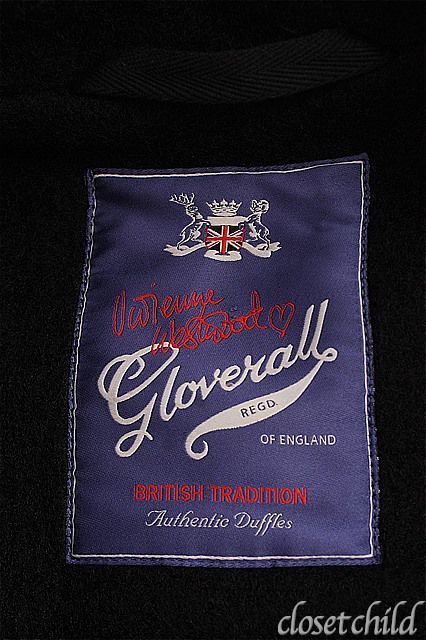 Vivienne
Westwood♡
Gloverall
REGD.
OF ENGLAND
BRITISH TRADITION
Authentic Duffles
closetchild